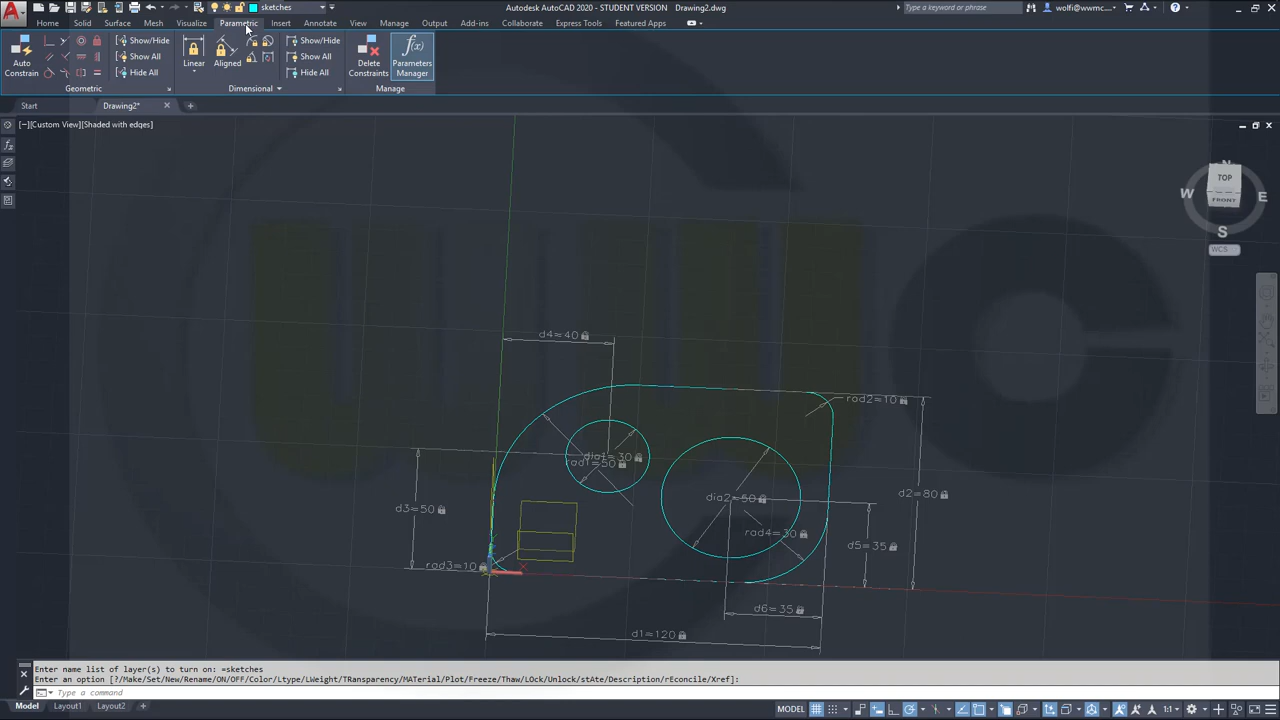 sketches
Autodesk AutoCAD 2020 - STUDENT VERSION Drawing2.dwg
Type a keyword or phrase
wolfi@wwmc...
Home Solid Surface Mesh Visualize Parametric Insert Annotate View Manage Output Add-ins Collaborate Express Tools Featured Apps
Auto Constrain
Show/Hide
Show All
Hide All
Geometric
Linear
Aligned
Show/Hide
Show All
Hide All
Dimensional
Delete Constraints
f(x)
Parameters Manager
Manage
Start Drawing2*
[−][Custom View][Shaded with edges]
N
W TOP E
FRONT
S
WCS
d4=40
rad2=10
dia1=30
rad1=50
d2=80
dia2=50
d3=50
rad4=30
d5=35
rad3=10
d6=35
d1=120
Enter name list of layer(s) to turn on: =sketches
Enter an option [?/Make/Set/New/Rename/ON/OFF/Color/Ltype/LWeight/TRansparency/MATerial/Plot/Freeze/Thaw/LOck/Unlock/stAte/Description/rEconcile/Xref]:
Type a command
Model Layout1 Layout2 +
MODEL
1:1